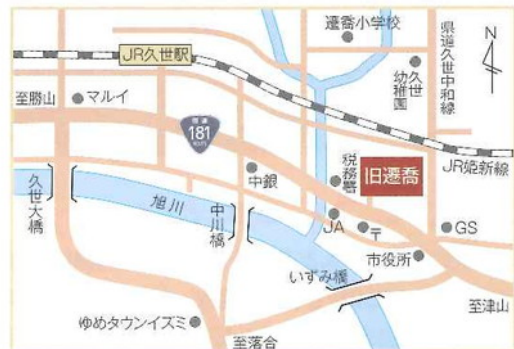 遷喬小学校
県道久世中和線
N
JR久世駅
久世
幼稚園
至勝山
マルイ
国道
181
ROUTE
JR姫新線
税務署
旧遷喬
中銀
久世大橋
旭川
中川橋
JA
〒
GS
市役所
いずみ橋
至津山
ゆめタウンイズミ
至落合